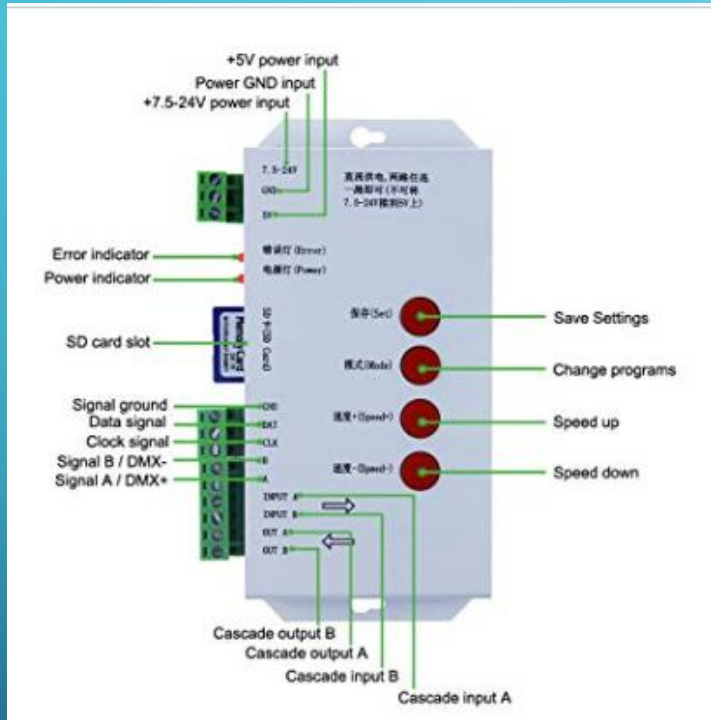 +5V power input
Power GND input
+7.5-24V power input
7.5-24V
GND
5V
直流供电,两路任选
一路即可(不可将
7.5-24V接到5V上)
Error indicator
错误灯(Error)
Power indicator
电源灯(Power)
SD card slot
SD卡(SD Card)
Memory Card
保存(Set)
Save Settings
模式(Mode)
Change programs
速度+(Speed+)
Speed up
速度-(Speed-)
Speed down
Signal ground
GND
Data signal
DAT
Clock signal
CLK
Signal B / DMX-
B
Signal A / DMX+
A
INPUT A
INPUT B
OUT A
OUT B
Cascade output B
Cascade output A
Cascade input B
Cascade input A